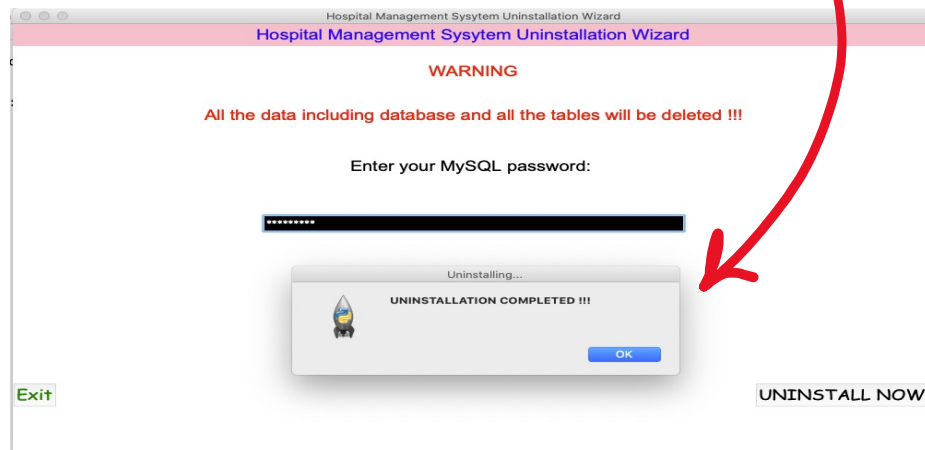 Hospital Management Sysytem Uninstallation Wizard
Hospital Management Sysytem Uninstallation Wizard
WARNING
All the data including database and all the tables will be deleted !!!
Enter your MySQL password:
*********
Uninstalling...
UNINSTALLATION COMPLETED !!!
OK
Exit
UNINSTALL NOW